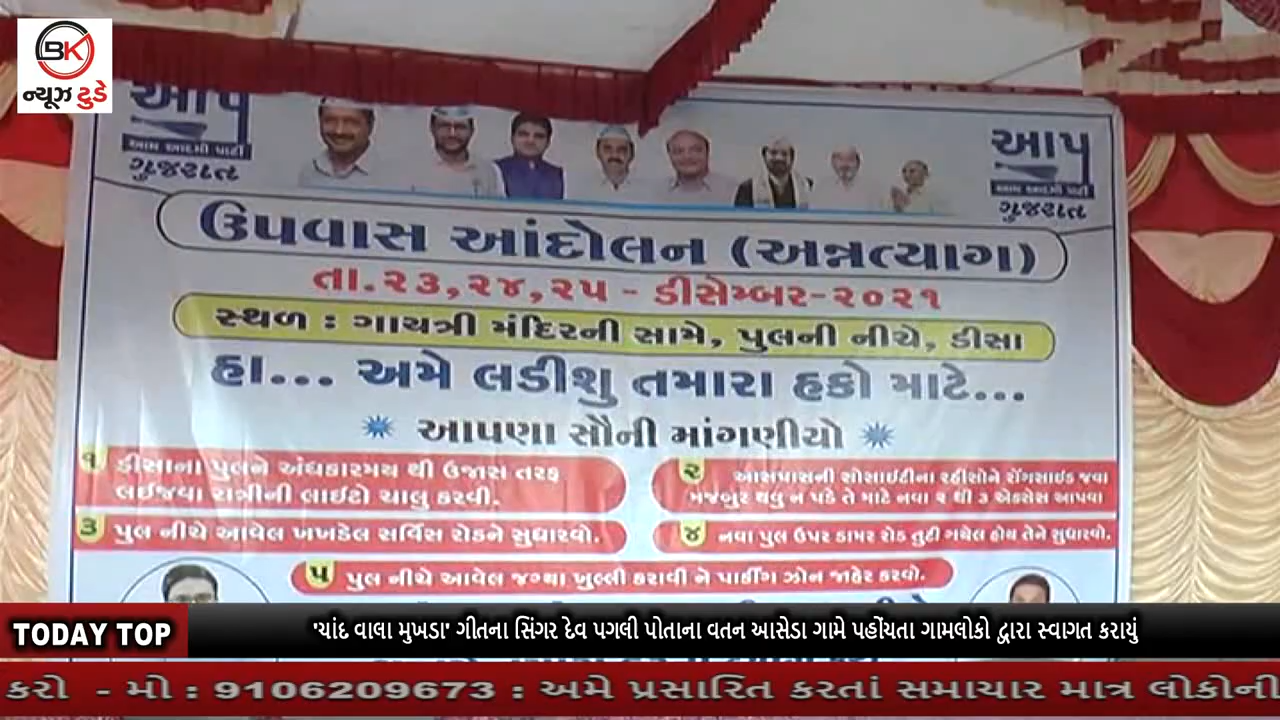 BK
ન્યૂઝ ટુડે
આપ
આમ આદમી પાર્ટી
ગુજરાત
આપ
આમ આદમી પાર્ટી
ગુજરાત
ઉપવાસ આંદોલન (અન્નત્યાગ)
તા.૨૩,૨૪,૨૫ - ડીસેમ્બર-૨૦૨૧
સ્થળ : ગાયત્રી મંદિરની સામે, પુલની નીચે, ડીસા
હા... અમે લડીશુ તમારા હકો માટે...
આપણા સૌની માંગણીયો
૧ ડીસાના પુલને અંધકારમય થી ઉજાસ તરફ
લઈજવા રાત્રીની લાઈટો ચાલુ કરવી.
૨ આસપાસની સોસાઈટીના રહીસોને રોંગસાઈડ જવા
મજબુર થવુ ન પડે તે માટે નવા ૨ થી ૩ એકસેસ આપવા
૩ પુલ નીચે આવેલ ખખડેલ સર્વિસ રોડને સુધારવો.
૪ નવા પુલ ઉપર ડામર રોડ તુટી ગયેલ હોય તેને સુધારવો.
૫ પુલ નીચે આવેલ જગ્યા ખુલ્લી કરાવી ને પાર્કીંગ ઝોન જાહેર કરવો.
TODAY TOP
'ચાંદ વાલા મુખડા' ગીતના સિંગર દેવ પગલી પોતાના વતન આસેડા ગામે પહોંચતા ગામલોકો દ્વારા સ્વાગત કરાયું
કરો - મો : 9106209673 : અમે પ્રસારિત કરતાં સમાચાર માત્ર લોકોની